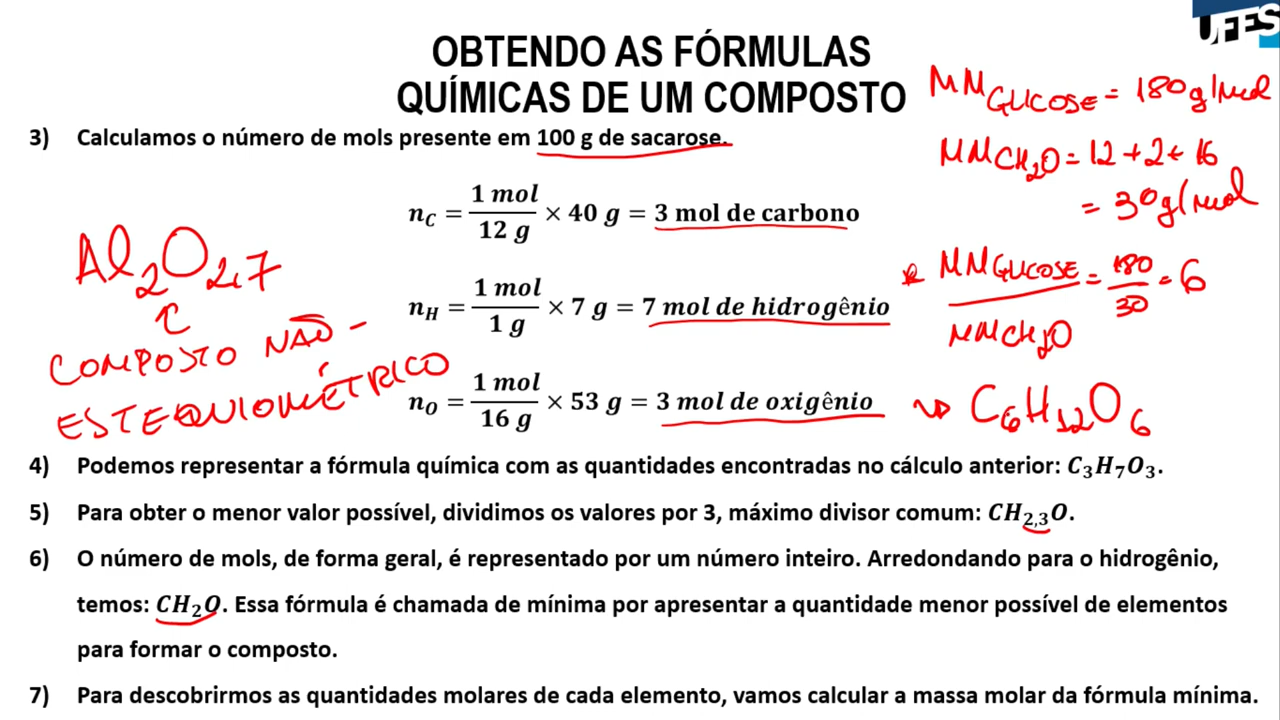 UFES
OBTENDO AS FÓRMULAS
QUÍMICAS DE UM COMPOSTO
MM GLICOSE = 180g/mol
3) Calculamos o número de mols presente em 100 g de sacarose.
MM CH₂O = 12 + 2 + 16
= 30g/mol
n_C = 1 mol / 12 g × 40 g = 3 mol de carbono
Al₂O₂,₇
COMPOSTO NÃO-
ESTEQUIOMÉTRICO
n_H = 1 mol / 1 g × 7 g = 7 mol de hidrogênio
MM GLICOSE / MM CH₂O = 180 / 30 = 6
n_O = 1 mol / 16 g × 53 g = 3 mol de oxigênio
C₆H₁₂O₆
4) Podemos representar a fórmula química com as quantidades encontradas no cálculo anterior: C₃H₇O₃.
5) Para obter o menor valor possível, dividimos os valores por 3, máximo divisor comum: CH₂,₃O.
6) O número de mols, de forma geral, é representado por um número inteiro. Arredondando para o hidrogênio,
temos: CH₂O. Essa fórmula é chamada de mínima por apresentar a quantidade menor possível de elementos
para formar o composto.
7) Para descobrirmos as quantidades molares de cada elemento, vamos calcular a massa molar da fórmula mínima.